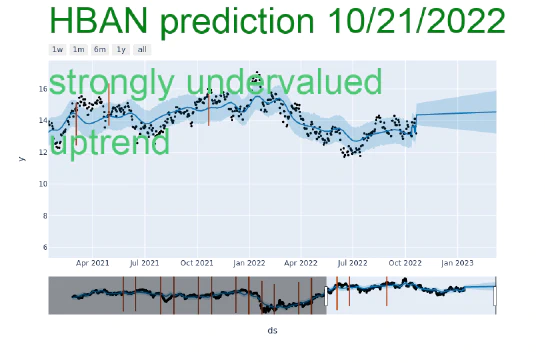 HBAN prediction 10/21/2022
1w 1m 6m 1y all
strongly undervalued
uptrend
16
14
12
10
8
6
y
Apr 2021 Jul 2021 Oct 2021 Jan 2022 Apr 2022 Jul 2022 Oct 2022 Jan 2023
ds